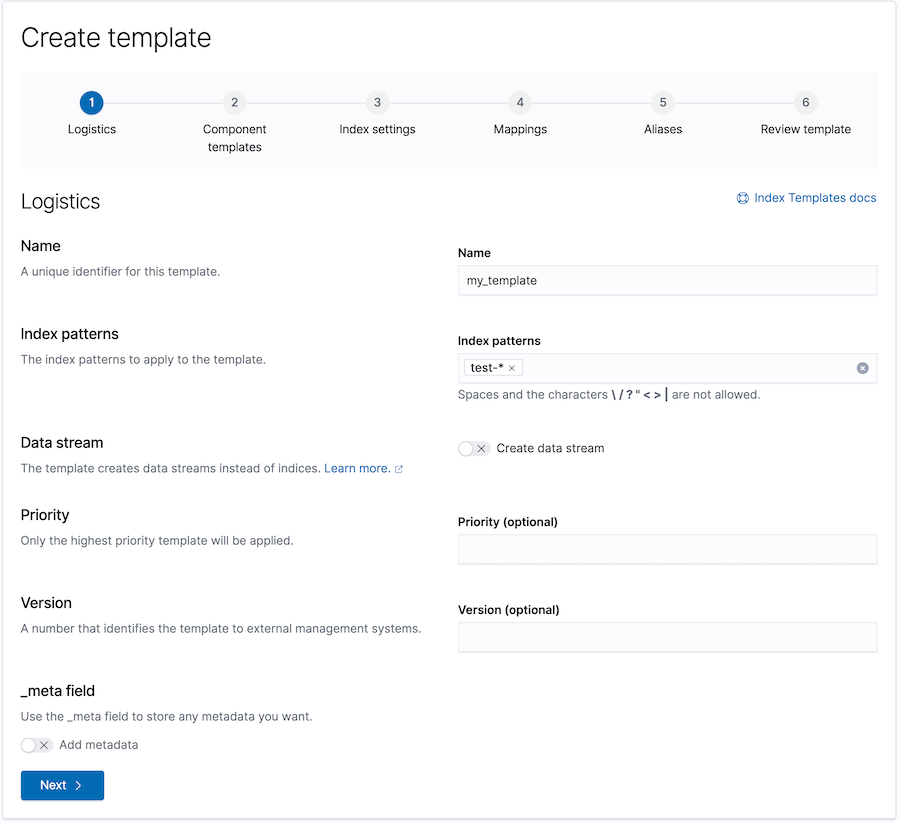 Create template
1 2 3 4 5 6
Logistics Component templates Index settings Mappings Aliases Review template
Logistics
Index Templates docs
Name
A unique identifier for this template.
Name
my_template
Index patterns
The index patterns to apply to the template.
Index patterns
test-* ×
Spaces and the characters \ / ? " < > | are not allowed.
Data stream
The template creates data streams instead of indices. Learn more.
Create data stream
Priority
Only the highest priority template will be applied.
Priority (optional)
Version
A number that identifies the template to external management systems.
Version (optional)
_meta field
Use the _meta field to store any metadata you want.
Add metadata
Next